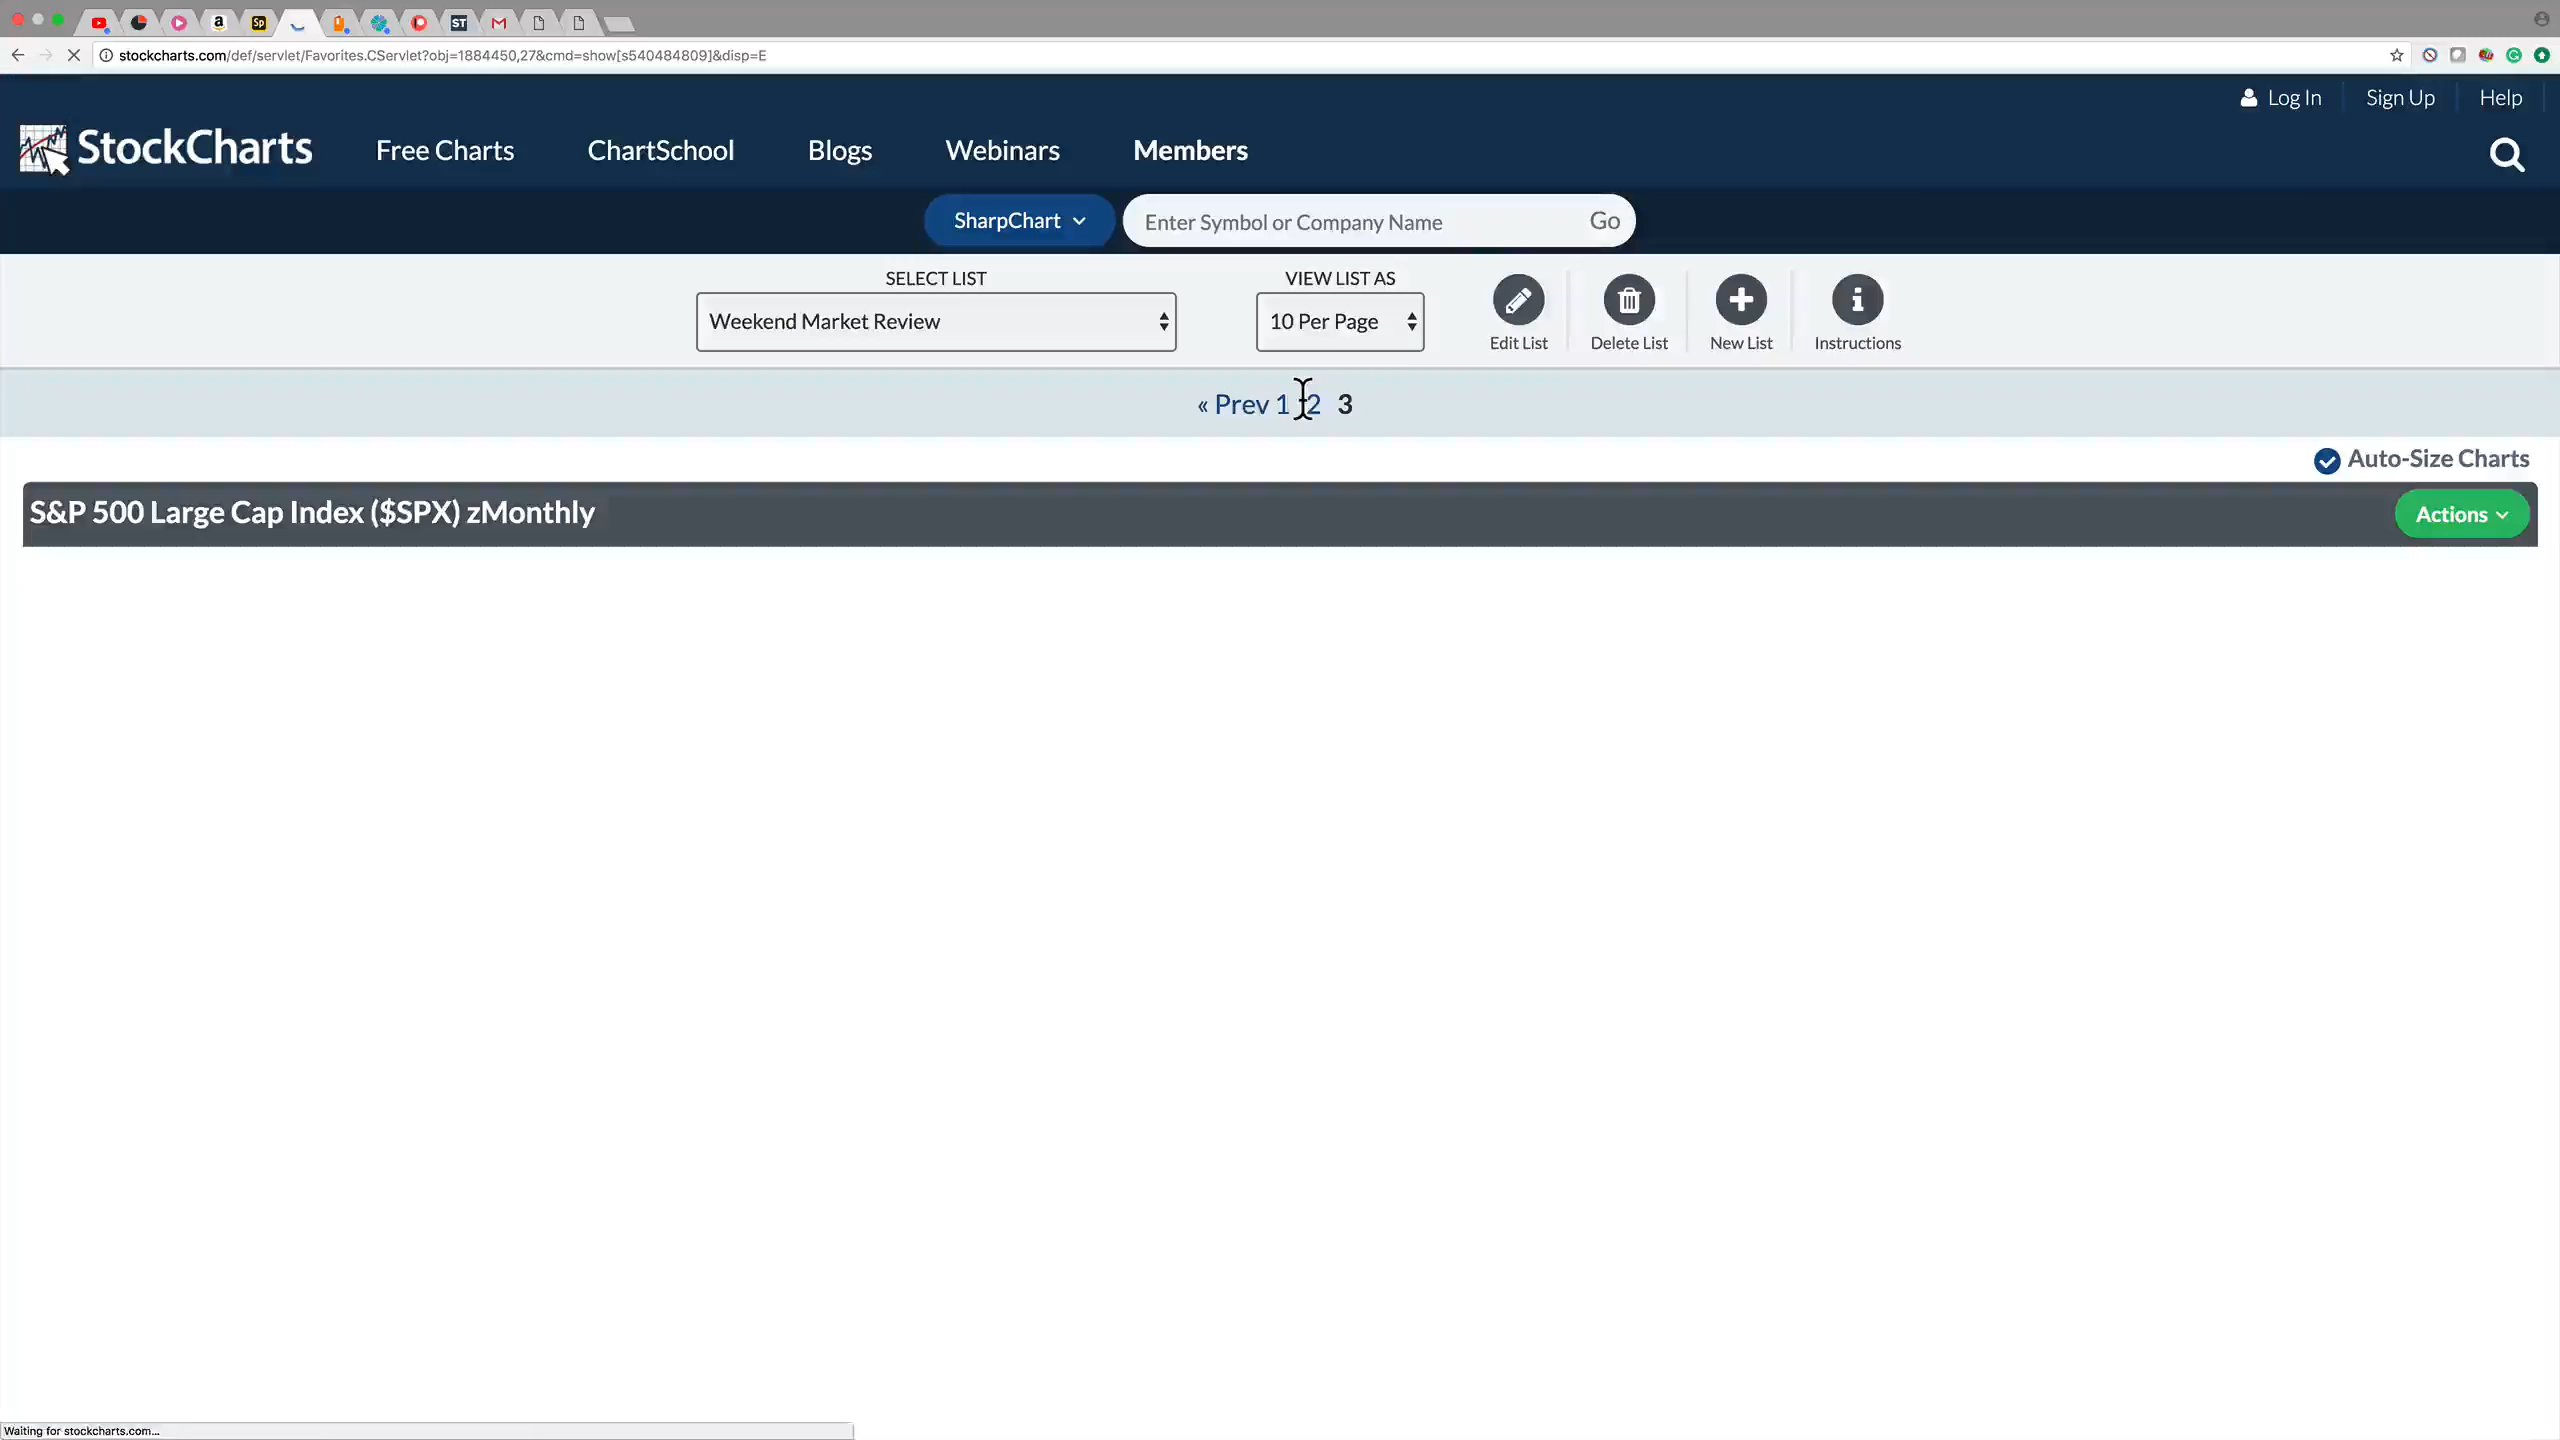 Sp
ST
stockcharts.com/def/servlet/Favorites.CServlet?obj=1884450,27&cmd=show[s540484809]&disp=E
Log In
Sign Up
Help
StockCharts
Free Charts
ChartSchool
Blogs
Webinars
Members
SharpChart
Enter Symbol or Company Name
Go
SELECT LIST
Weekend Market Review
VIEW LIST AS
10 Per Page
Edit List
Delete List
New List
Instructions
« Prev 1 2 3
Auto-Size Charts
S&P 500 Large Cap Index ($SPX) zMonthly
Actions
Waiting for stockcharts.com...